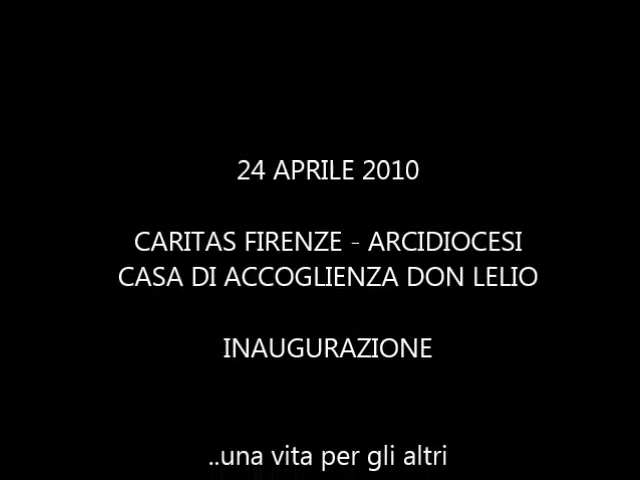 24 APRILE 2010
CARITAS FIRENZE - ARCIDIOCESI
CASA DI ACCOGLIENZA DON LELIO
INAUGURAZIONE
..una vita per gli altri